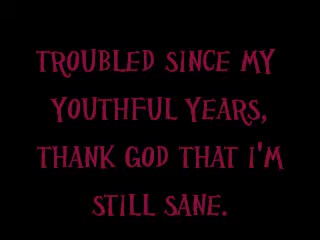 TROUBLED SINCE MY
YOUTHFUL YEARS,
THANK GOD THAT I'M
STILL SANE.